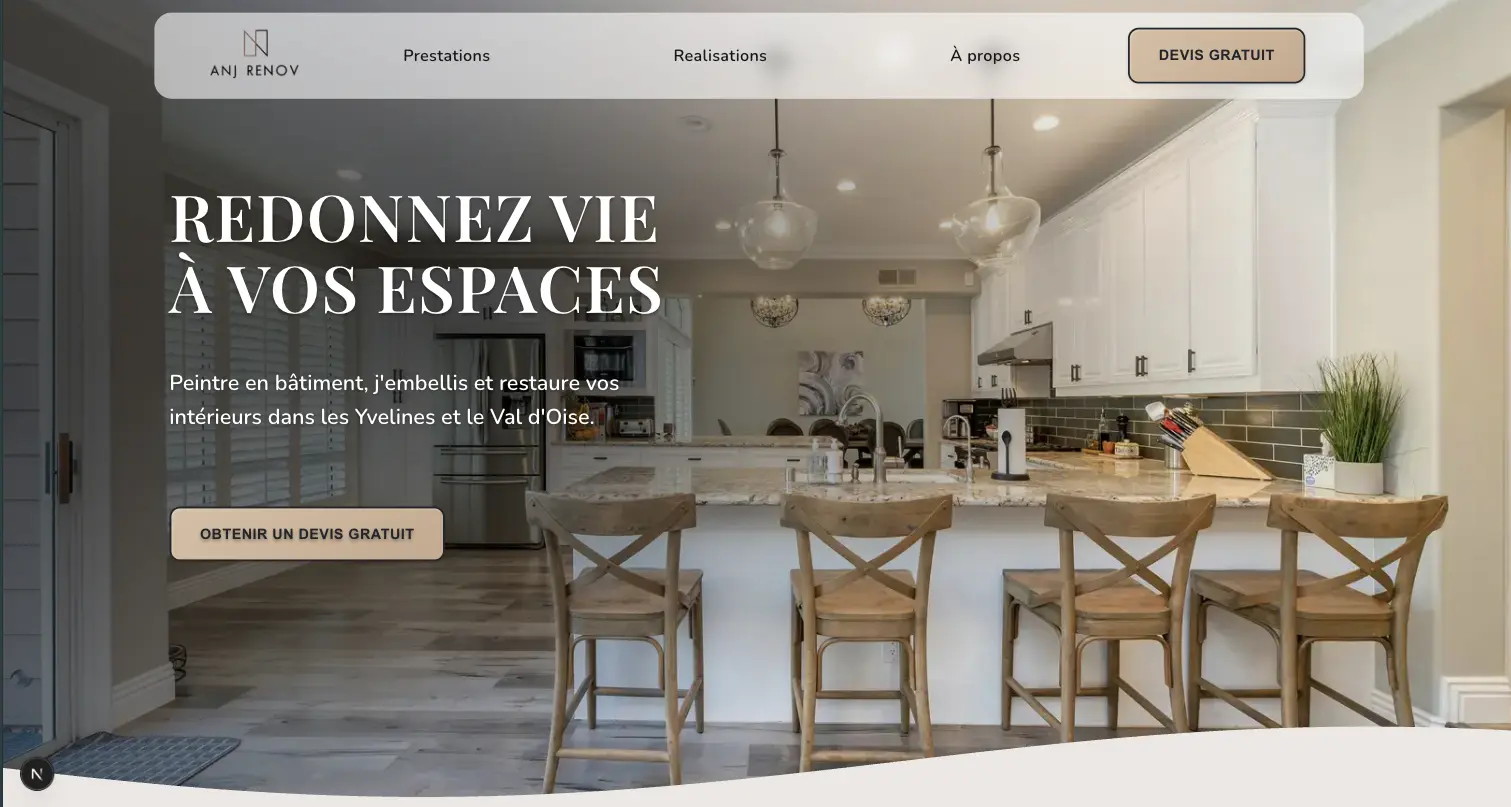 ANJ RENOV
Prestations
Realisations
À propos
DEVIS GRATUIT
REDONNEZ VIE
À VOS ESPACES
Peintre en bâtiment, j'embellis et restaure vos
intérieurs dans les Yvelines et le Val d'Oise.
OBTENIR UN DEVIS GRATUIT
N